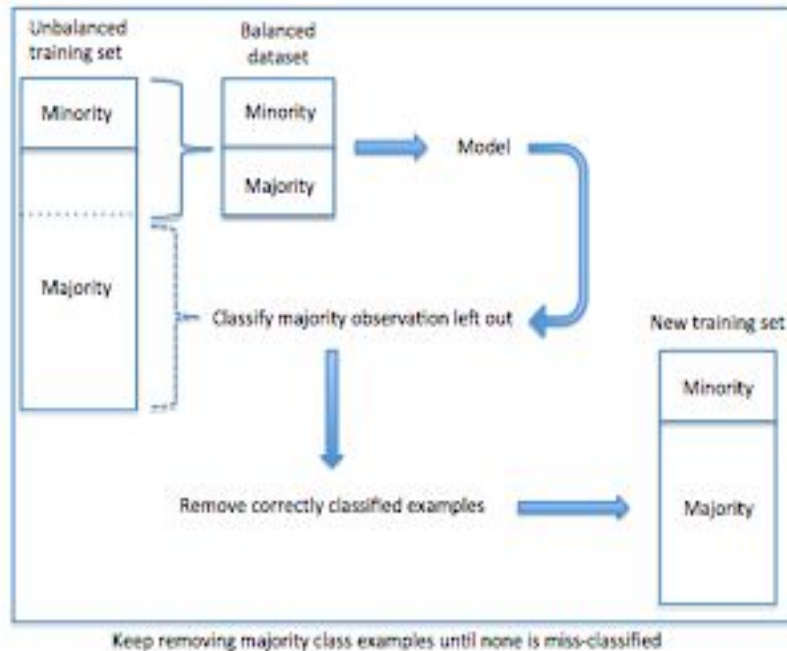 Unbalanced
training set
Balanced
dataset
Minority
Minority
Model
Majority
Majority
Classify majority observation left out
New training set
Minority
Remove correctly classified examples
Majority
Keep removing majority class examples until none is miss-classified